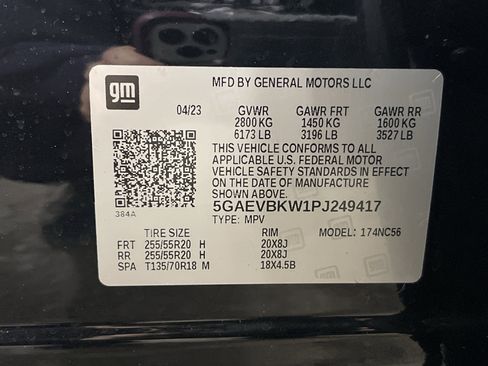 gm
MFD BY GENERAL MOTORS LLC
04/23 GVWR GAWR FRT GAWR RR
2800 KG 1450 KG 1600 KG
6173 LB 3196 LB 3527 LB
THIS VEHICLE CONFORMS TO ALL
APPLICABLE U.S. FEDERAL MOTOR
VEHICLE SAFETY STANDARDS IN EFFECT
ON THE DATE OF MANUFACTURE SHOWN ABOVE.
384A
5GAEVBKW1PJ249417
TYPE: MPV
TIRE SIZE RIM MODEL: 174NC56
FRT 255/55R20 H 20X8J
RR 255/55R20 H 20X8J
SPA T135/70R18 M 18X4.5B